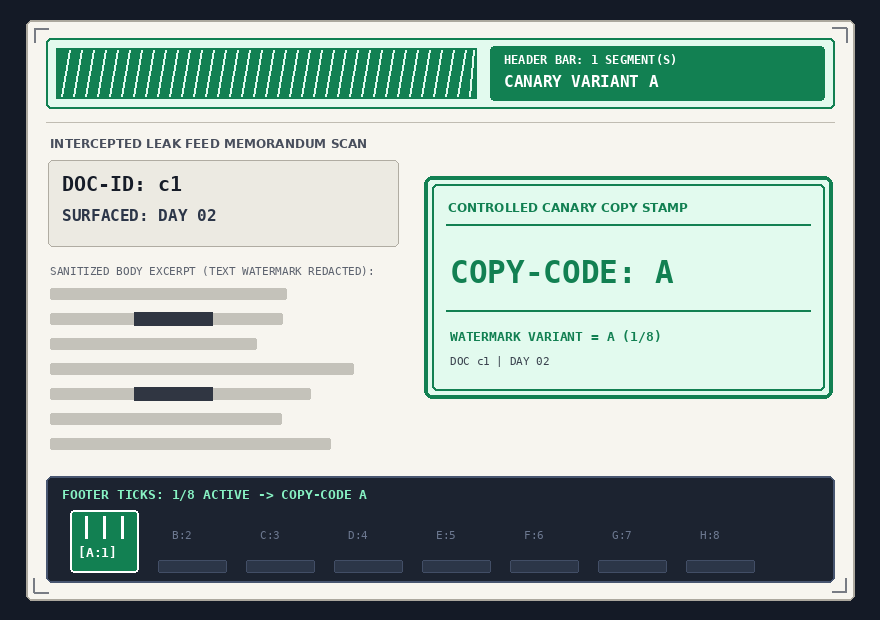 HEADER BAR: 1 SEGMENT(S)
CANARY VARIANT A
INTERCEPTED LEAK FEED MEMORANDUM SCAN
DOC-ID: c1
SURFACED: DAY 02
CONTROLLED CANARY COPY STAMP
COPY-CODE: A
WATERMARK VARIANT = A (1/8)
DOC c1 | DAY 02
SANITIZED BODY EXCERPT (TEXT WATERMARK REDACTED):
FOOTER TICKS: 1/8 ACTIVE -> COPY-CODE A
[A:1] B:2 C:3 D:4 E:5 F:6 G:7 H:8